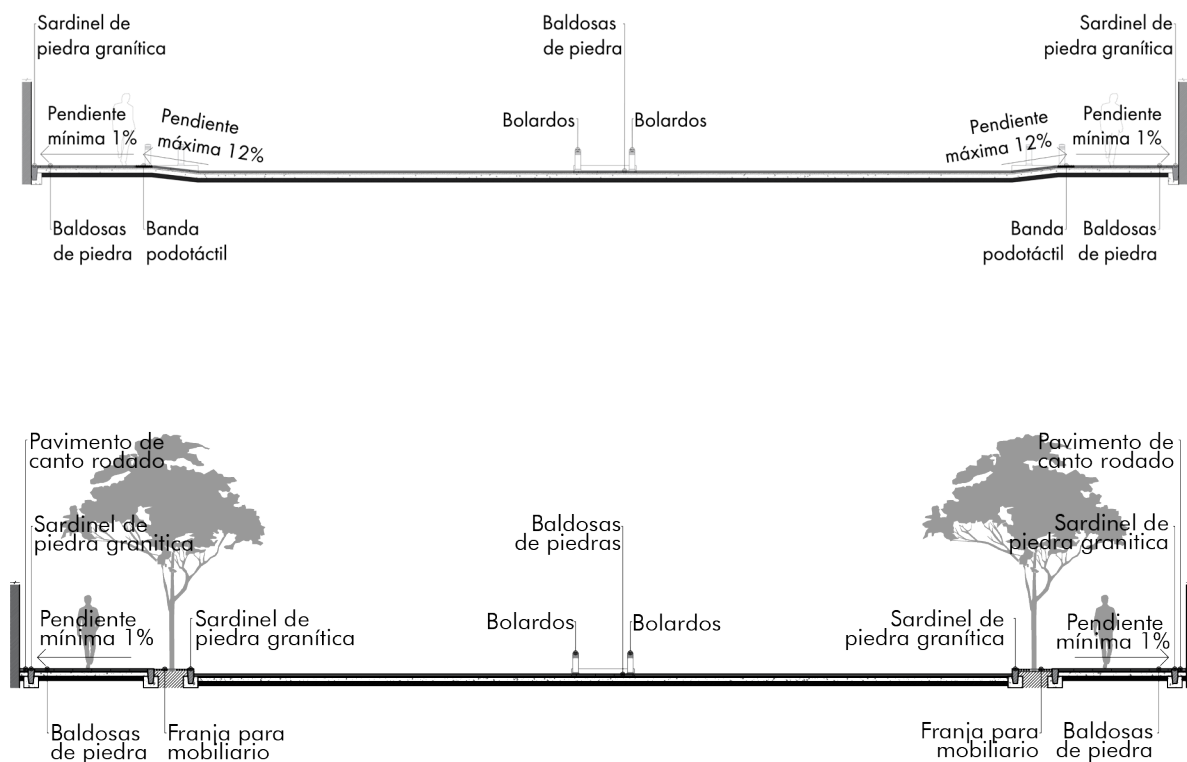 Sardinel de
piedra granítica
Baldosas
de piedra
Sardinel de
piedra granítica
Pendiente
mínima 1%
Pendiente
máxima 12%
Bolardos
Bolardos
Pendiente
máxima 12%
Pendiente
mínima 1%
Baldosas
de piedra
Banda
podotáctil
Banda
podotáctil
Baldosas
de piedra
Pavimento de
canto rodado
Pavimento de
canto rodado
Sardinel de
piedra granitica
Baldosas
de piedras
Sardinel de
piedra granitica
Pendiente
mínima 1%
Sardinel de
piedra granítica
Bolardos
Bolardos
Sardinel de
piedra granítica
Pendiente
mínima 1%
Baldosas
de piedra
Franja para
mobiliario
Franja para
mobiliario
Baldosas
de piedra